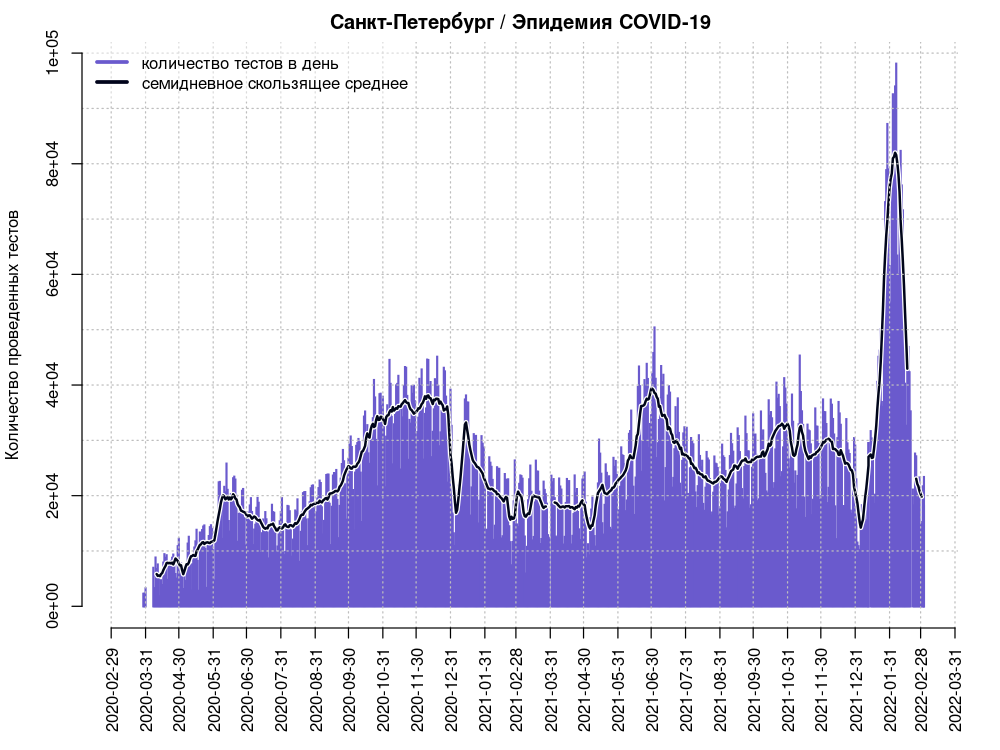 Санкт-Петербург / Эпидемия COVID-19
количество тестов в день
семидневное скользящее среднее
Количество проведенных тестов
1e+05
8e+04
6e+04
4e+04
2e+04
0e+00
2020-02-29
2020-03-31
2020-04-30
2020-05-31
2020-06-30
2020-07-31
2020-08-31
2020-09-30
2020-10-31
2020-11-30
2020-12-31
2021-01-31
2021-02-28
2021-03-31
2021-04-30
2021-05-31
2021-06-30
2021-07-31
2021-08-31
2021-09-30
2021-10-31
2021-11-30
2021-12-31
2022-01-31
2022-02-28
2022-03-31